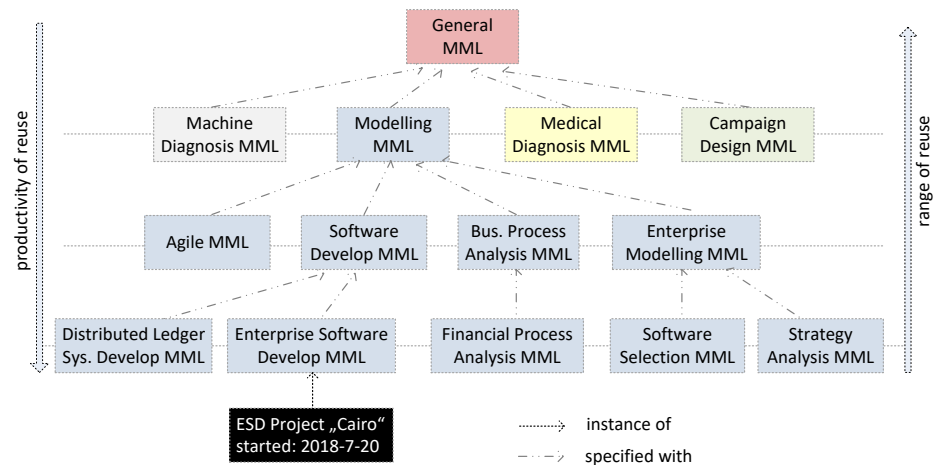 General
MML
Machine
Diagnosis MML
Modelling
MML
Medical
Diagnosis MML
Campaign
Design MML
productivity of reuse
range of reuse
Agile MML
Software
Develop MML
Bus. Process
Analysis MML
Enterprise
Modelling MML
Distributed Ledger
Sys. Develop MML
Enterprise Software
Develop MML
Financial Process
Analysis MML
Software
Selection MML
Strategy
Analysis MML
ESD Project „Cairo“
started: 2018-7-20
instance of
specified with